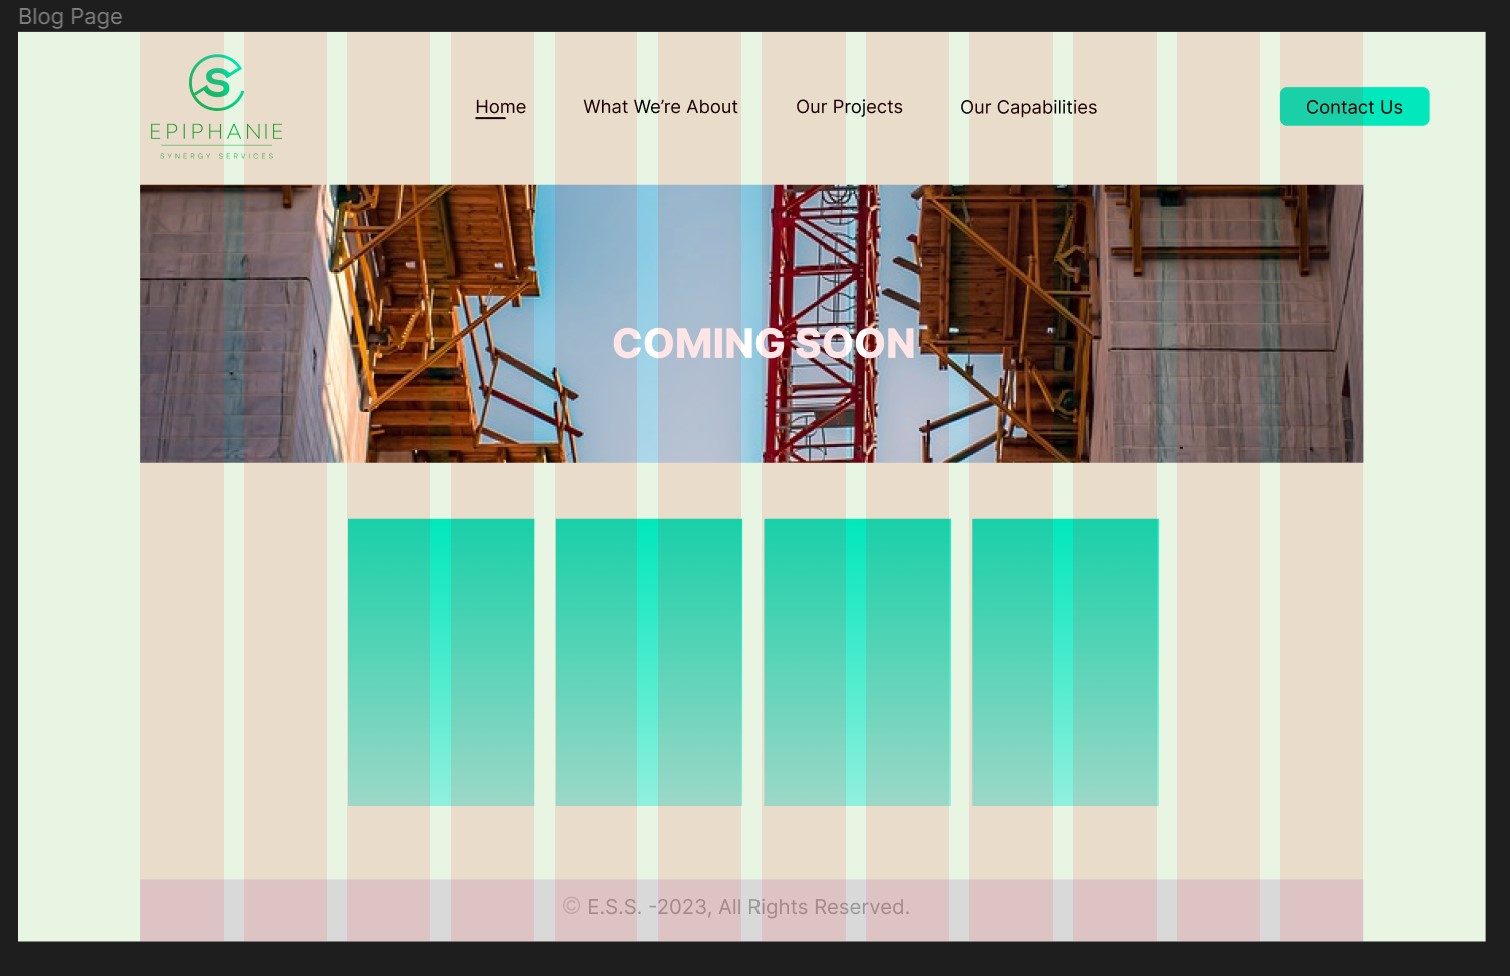 Blog Page
S
EPIPHANIE
SYNERGY SERVICES
Home
What We’re About
Our Projects
Our Capabilities
Contact Us
COMING SOON
© E.S.S. -2023, All Rights Reserved.